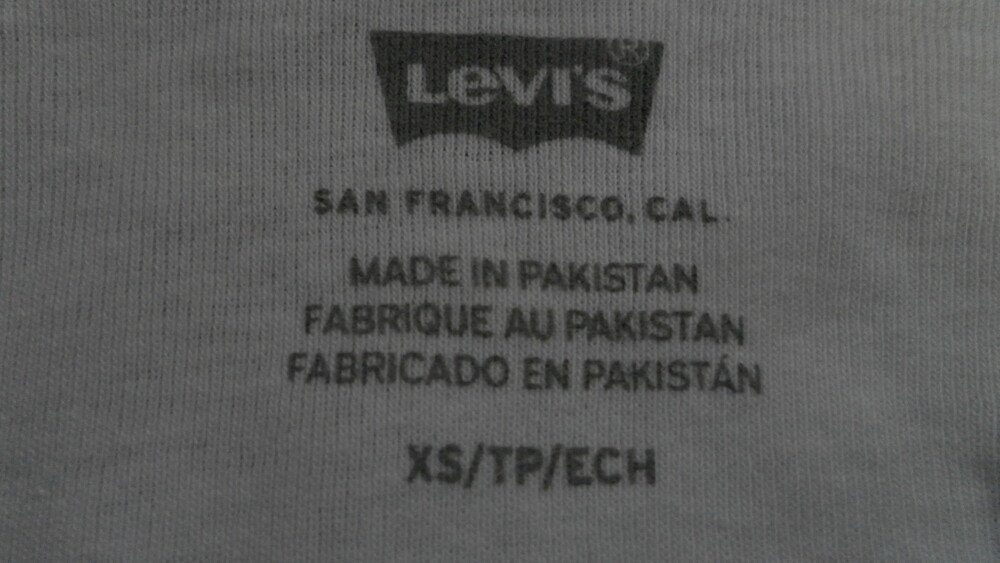 Levi's®
SAN FRANCISCO, CAL.
MADE IN PAKISTAN
FABRIQUE AU PAKISTAN
FABRICADO EN PAKISTÁN
XS/TP/ECH